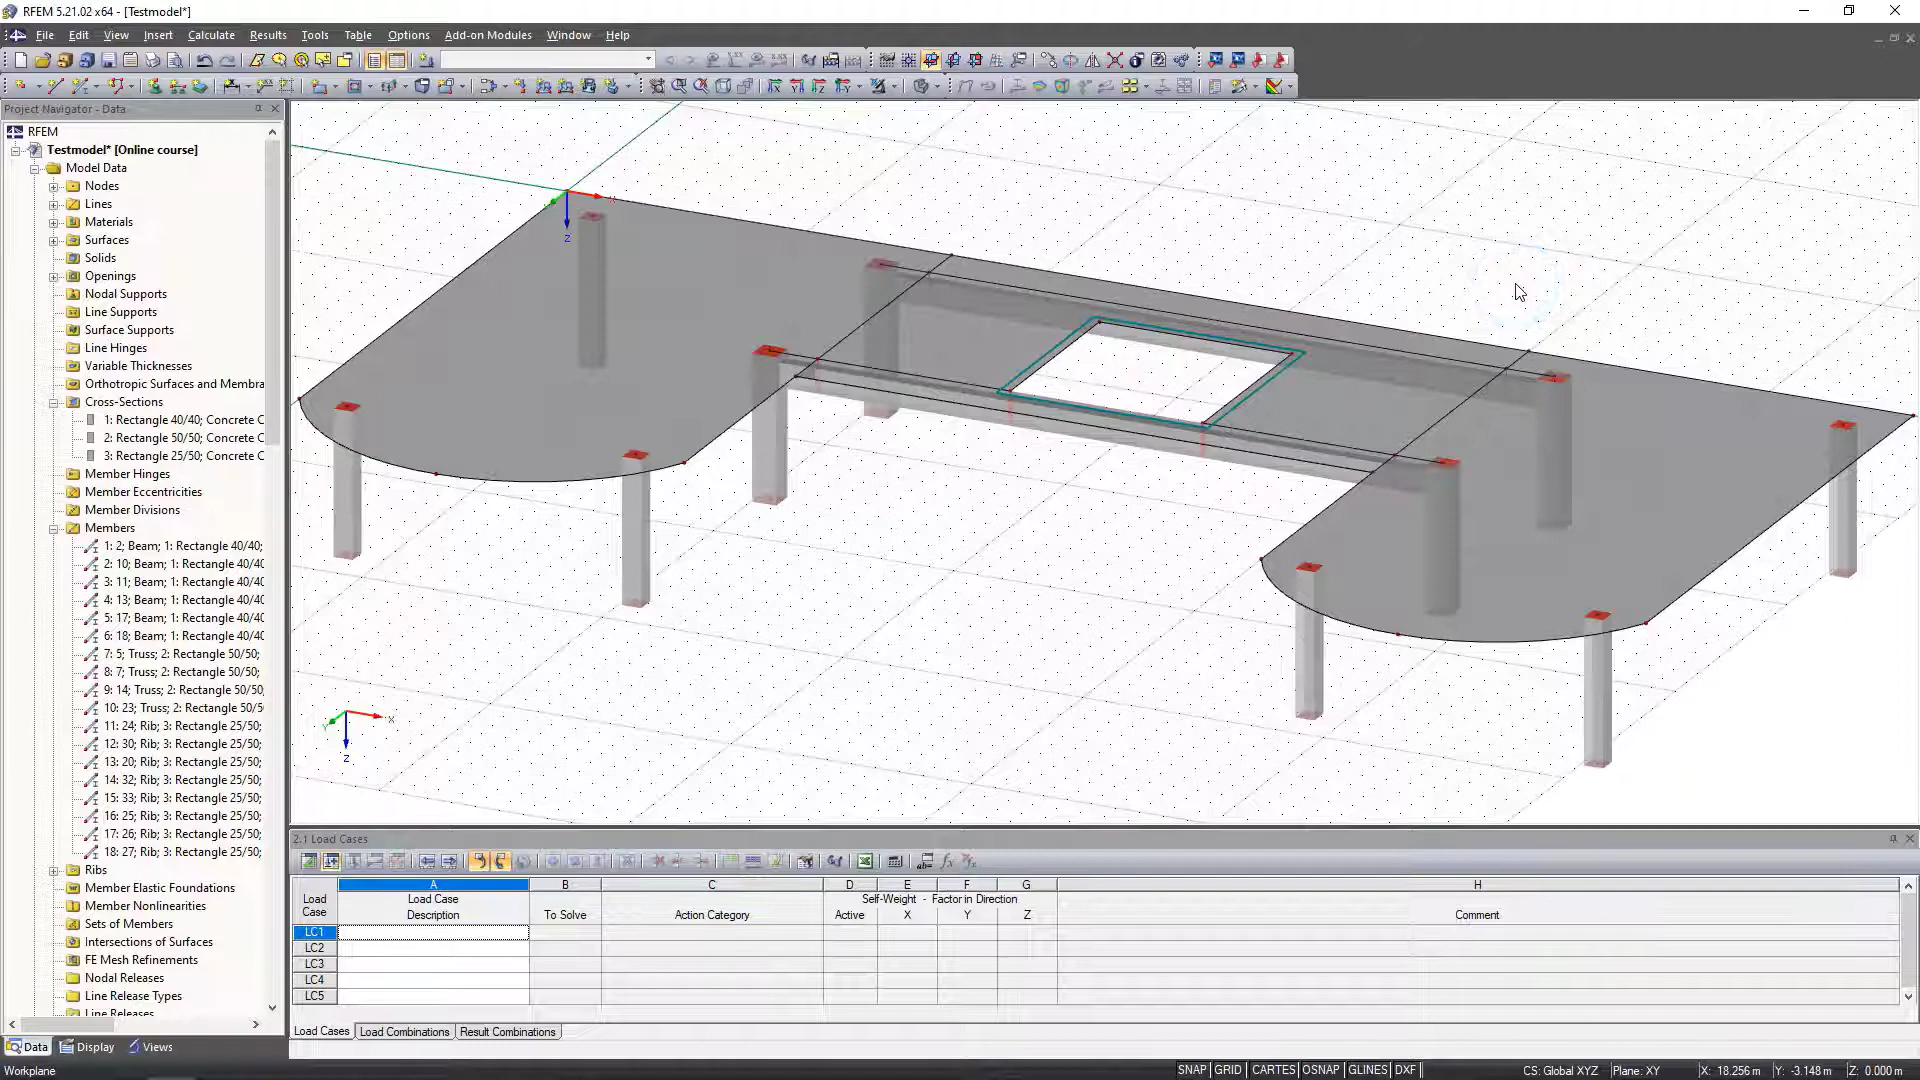 RFEM 5.21.02 x64 - [Testmodel*]
File Edit View Insert Calculate Results Tools Table Options Add-on Modules Window Help
Project Navigator - Data
RFEM
Testmodel* [Online course]
Model Data
Nodes
Lines
Materials
Surfaces
Solids
Openings
Nodal Supports
Line Supports
Surface Supports
Line Hinges
Variable Thicknesses
Orthotropic Surfaces and Membra
Cross-Sections
1: Rectangle 40/40; Concrete C
2: Rectangle 50/50; Concrete C
3: Rectangle 25/50; Concrete C
Member Hinges
Member Eccentricities
Member Divisions
Members
1: 2; Beam; 1: Rectangle 40/40;
2: 10; Beam; 1: Rectangle 40/40
3: 11; Beam; 1: Rectangle 40/40
4: 13; Beam; 1: Rectangle 40/40
5: 17; Beam; 1: Rectangle 40/40
6: 18; Beam; 1: Rectangle 40/40
7: 5; Truss; 2: Rectangle 50/50;
8: 7; Truss; 2: Rectangle 50/50;
9: 14; Truss; 2: Rectangle 50/50;
10: 23; Truss; 2: Rectangle 50/5
11: 24; Rib; 3: Rectangle 25/50;
12: 30; Rib; 3: Rectangle 25/50;
13: 20; Rib; 3: Rectangle 25/50;
14: 32; Rib; 3: Rectangle 25/50;
15: 33; Rib; 3: Rectangle 25/50;
16: 25; Rib; 3: Rectangle 25/50;
17: 26; Rib; 3: Rectangle 25/50;
18: 27; Rib; 3: Rectangle 25/50;
Ribs
Member Elastic Foundations
Member Nonlinearities
Sets of Members
Intersections of Surfaces
FE Mesh Refinements
Nodal Releases
Line Release Types
Line Releases
Data Display Views
X
Z
X
Z
2.1 Load Cases
A B C D E F G H
Load Load Case Self-Weight - Factor in Direction
Case Description To Solve Action Category Active X Y Z Comment
LC1
LC2
LC3
LC4
LC5
Load Cases Load Combinations Result Combinations
Workplane SNAP GRID CARTES OSNAP GLINES DXF CS: Global XYZ Plane: XY X: 18.256 m Y: -3.148 m Z: 0.000 m